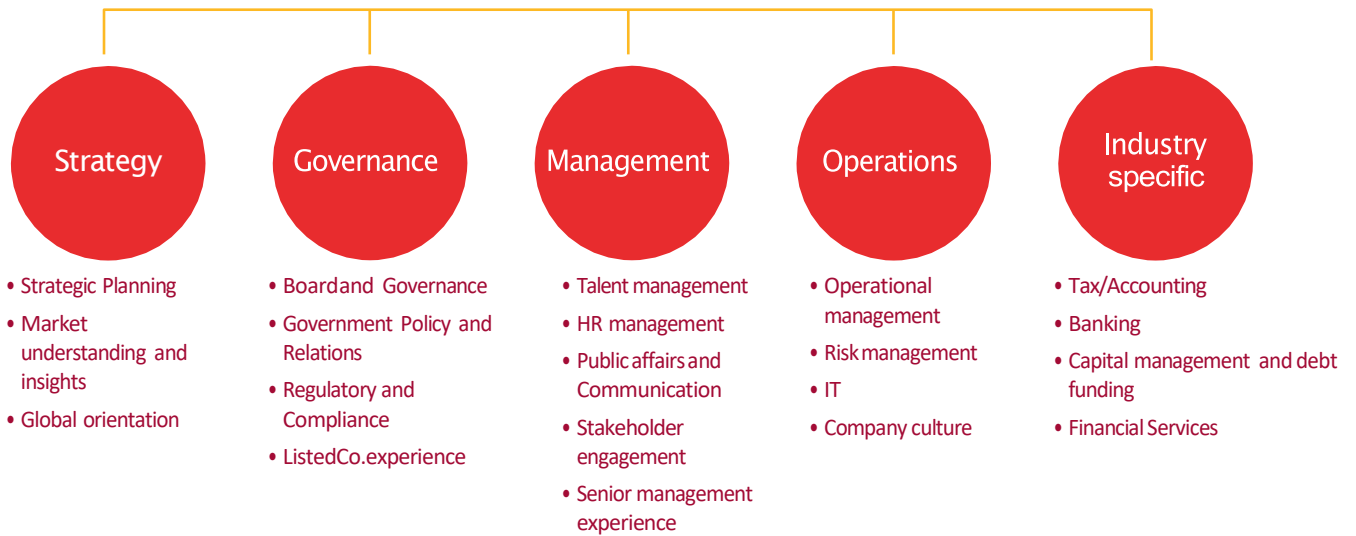 Strategy
Governance
Management
Operations
Industry
specific
• Strategic Planning
• Market
understanding and
insights
• Global orientation
• Boardand Governance
• Government Policy and
Relations
• Regulatory and
Compliance
• ListedCo.experience
• Talent management
• HR management
• Public affairs and
Communication
• Stakeholder
engagement
• Senior management
experience
• Operational
management
• Risk management
• IT
• Company culture
• Tax/Accounting
• Banking
• Capital management and debt
funding
• Financial Services